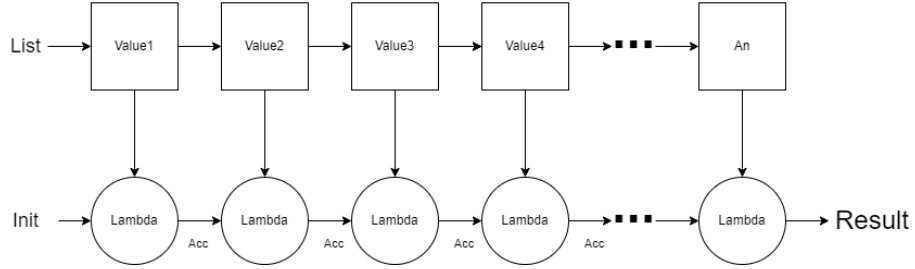 List Value1 Value2 Value3 Value4 An
Init Lambda Lambda Lambda Lambda Lambda Result
Acc Acc Acc Acc